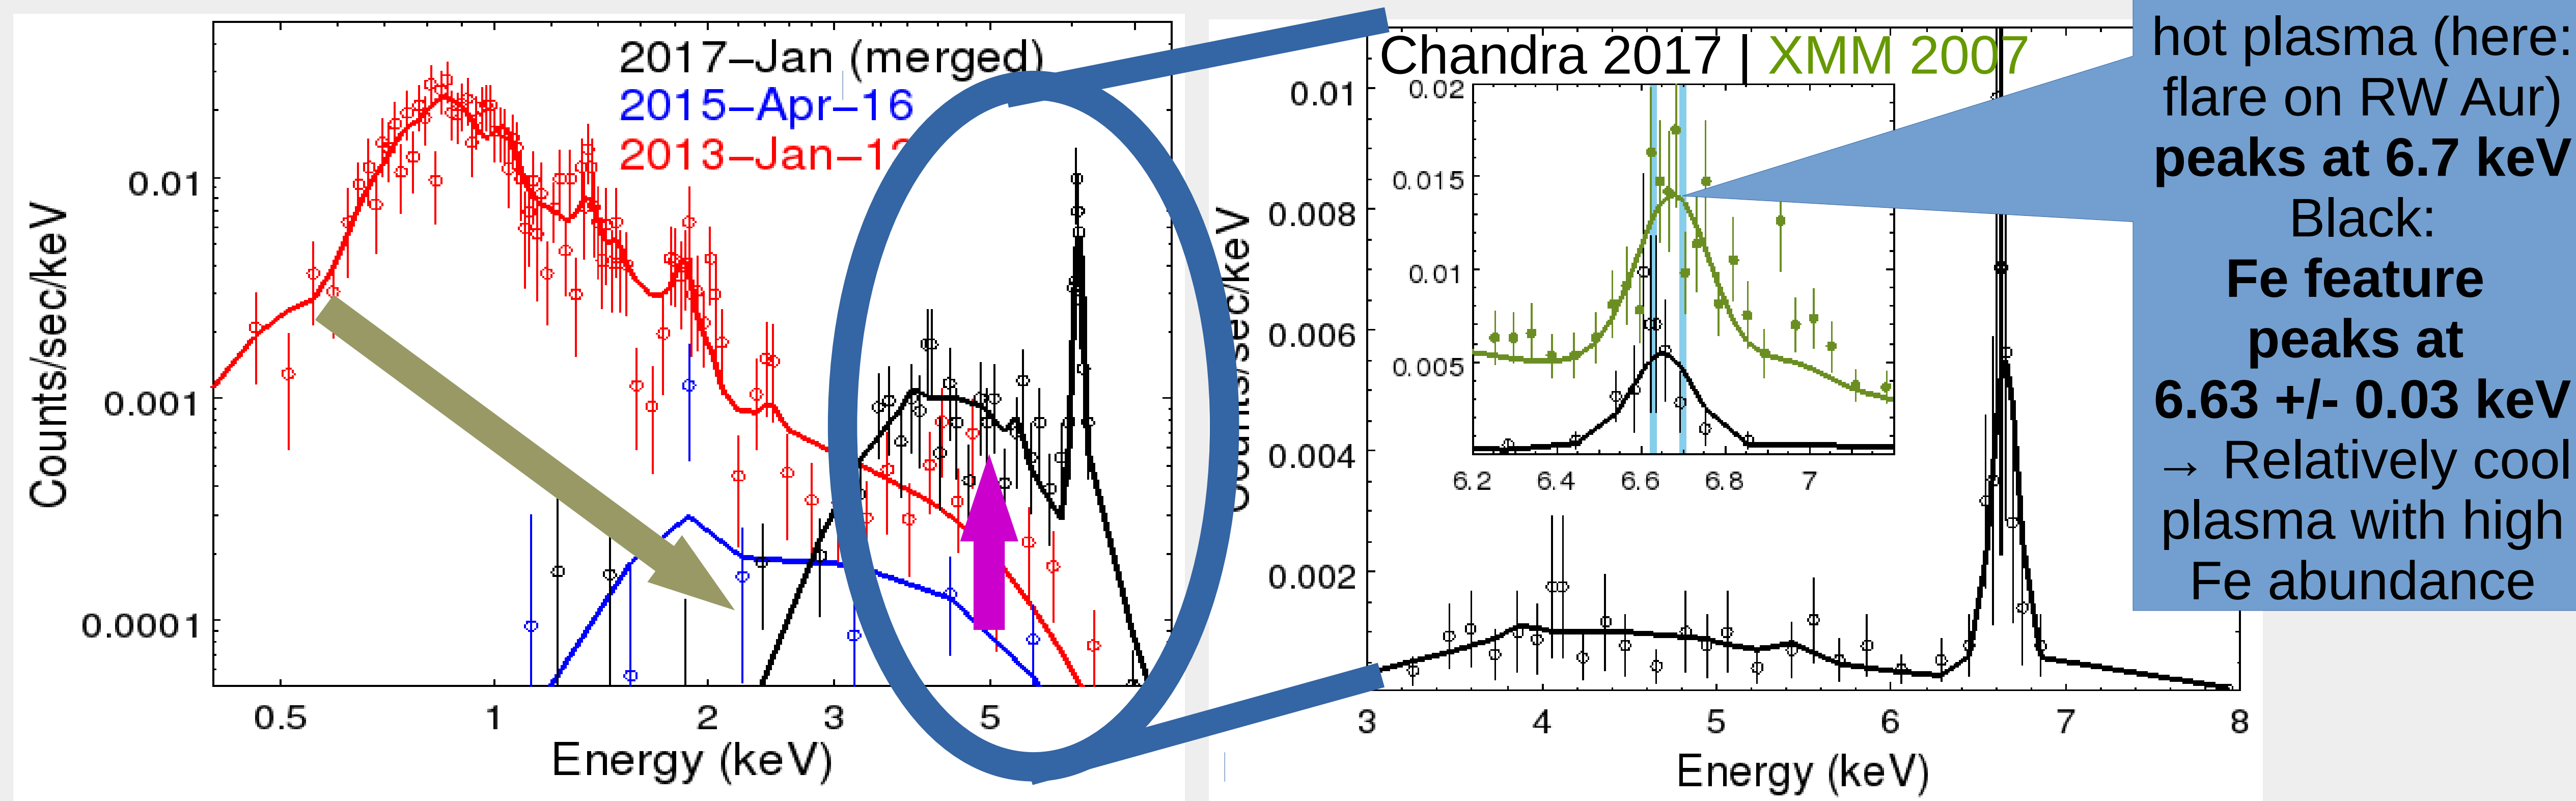 2017–Jan (merged)
2015–Apr–16
2013–Jan–1
0.01
0.001
0.0001
Counts/sec/keV
0.5 1 2 3 5
Energy (keV)
Chandra 2017 | XMM 2007
0.01
0.008
0.006
0.004
0.002
Counts/sec/keV
0.02
0.015
0.01
0.005
6.2 6.4 6.6 6.8 7
3 4 5 6 7 8
Energy (keV)
hot plasma (here:
flare on RW Aur)
peaks at 6.7 keV
Black:
Fe feature
peaks at
6.63 +/- 0.03 keV
→ Relatively cool
plasma with high
Fe abundance